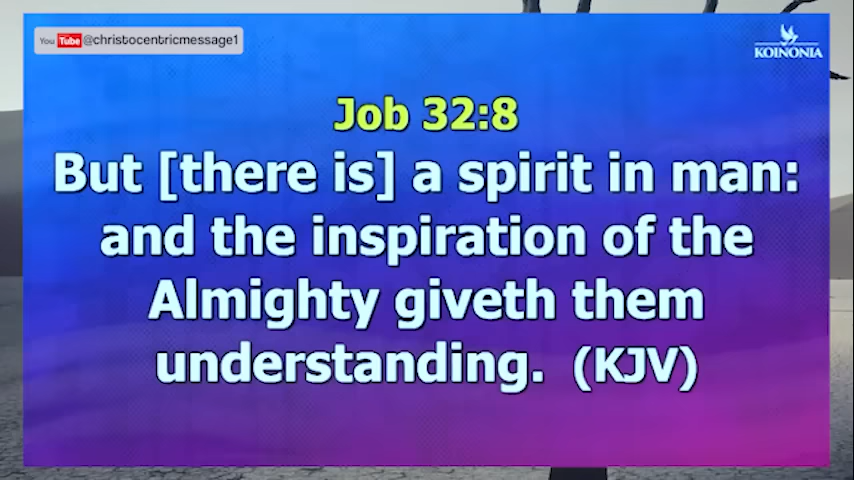 You Tube @christocentricmessage1
KOINONIA
Job 32:8
But [there is] a spirit in man:
and the inspiration of the
Almighty giveth them
understanding. (KJV)